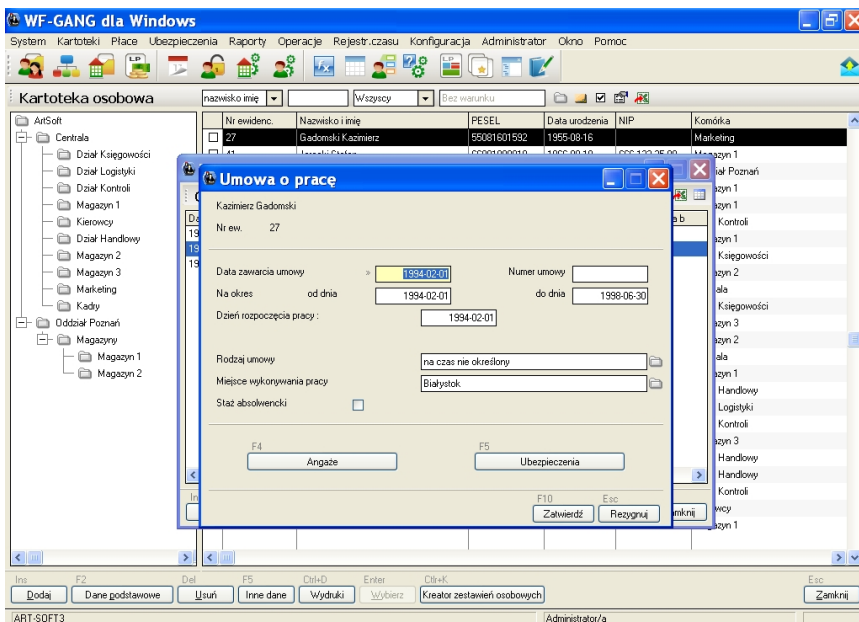 WF-GANG dla Windows
System Kartoteki Płace Ubezpieczenia Raporty Operacje Rejestr.czasu Konfiguracja Administrator Okno Pomoc
Kartoteka osobowa nazwisko imię Wszyscy Bez warunku
ArtSoft
Centrala
Dział Księgowości
Dział Logistyki
Dział Kontroli
Magazyn 1
Kierowcy
Dział Handlowy
Magazyn 2
Magazyn 3
Marketing
Kadry
Oddział Poznań
Magazyny
Magazyn 1
Magazyn 2
Nr ewidenc. Nazwisko i imię PESEL Data urodzenia NIP Komórka
27 Gadomski Kazimierz 55081601592 1955-08-16 Marketing
Umowa o pracę
Kazimierz Gadomski
Nr ew. 27
Data zawarcia umowy » 1994-02-01 Numer umowy
Na okres od dnia 1994-02-01 do dnia 1998-06-30
Dzień rozpoczęcia pracy : 1994-02-01
Rodzaj umowy na czas nie określony
Miejsce wykonywania pracy Białystok
Staż absolwencki
F4 F5
Angaże Ubezpieczenia
F10 Esc
Zatwierdź Rezygnuj
Kontroli
Księgowości
Księgowości
Handlowy
Logistyki
Kontroli
Handlowy
Handlowy
Kontroli
Ins F2 Del F5 Ctrl+D Enter Ctlr+K Esc
Dodaj Dane podstawowe Usuń Inne dane Wydruki Wybierz Kreator zestawień osobowych Zamknij
ART-SOFT3 Administrator/a